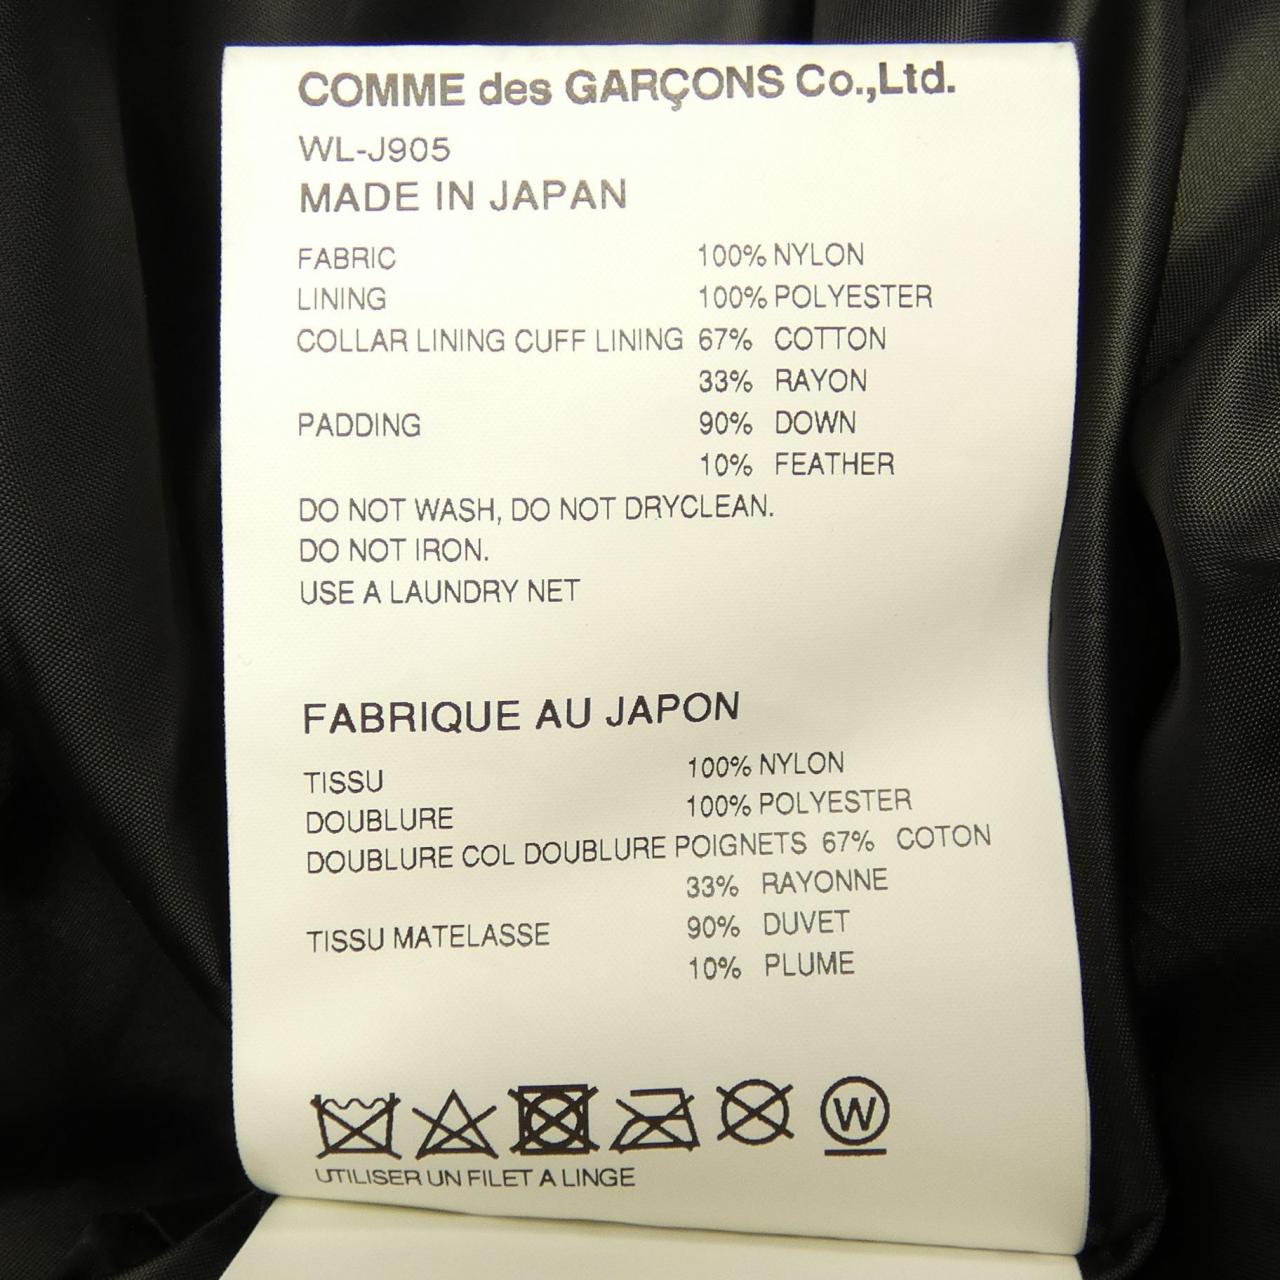 COMME des GARÇONS Co.,Ltd.
WL-J905
MADE IN JAPAN
FABRIC 100% NYLON
LINING 100% POLYESTER
COLLAR LINING CUFF LINING 67% COTTON
33% RAYON
PADDING 90% DOWN
10% FEATHER
DO NOT WASH, DO NOT DRYCLEAN.
DO NOT IRON.
USE A LAUNDRY NET
FABRIQUE AU JAPON
TISSU 100% NYLON
DOUBLURE 100% POLYESTER
DOUBLURE COL DOUBLURE POIGNETS 67% COTON
33% RAYONNE
TISSU MATELASSE 90% DUVET
10% PLUME
W
UTILISER UN FILET A LINGE